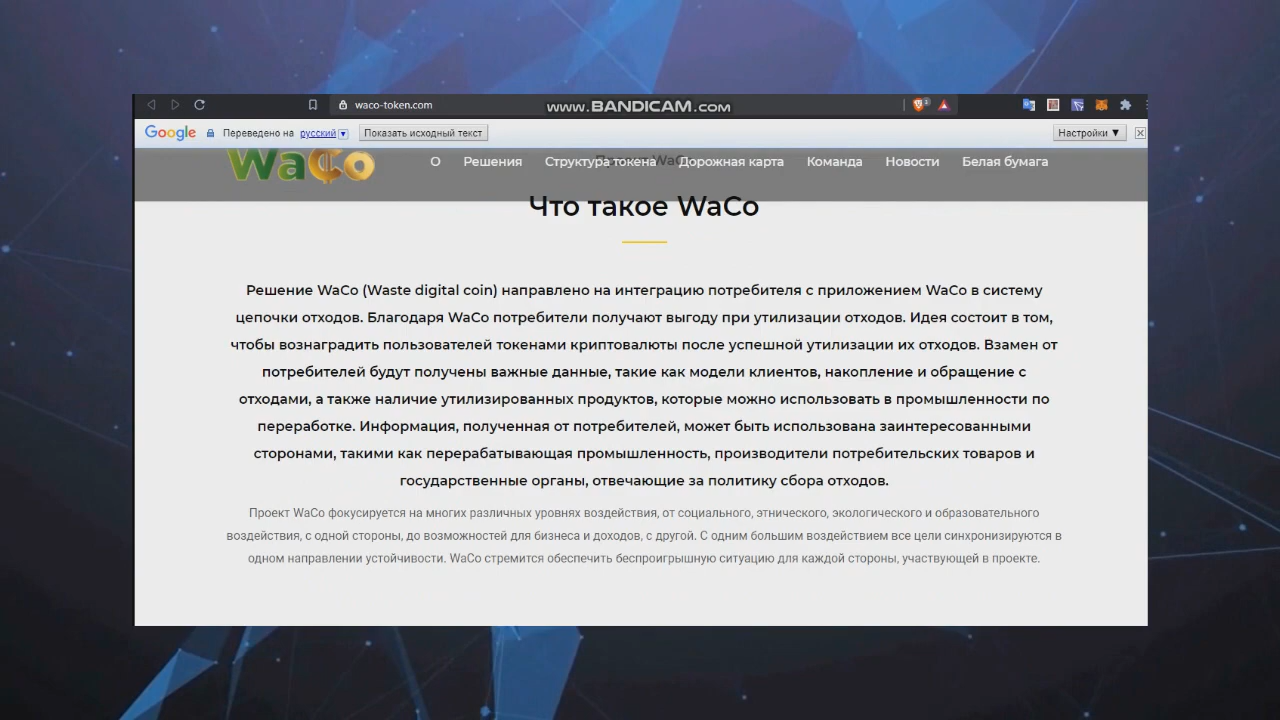 waco-token.com
www.BANDICAM.com
1
Google
Переведено на русский
Показать исходный текст
Настройки ▼
WaCo
О
Решения
Структура токена
Дорожная карта
Команда
Новости
Белая бумага
Что такое WaCo
Решение WaCo (Waste digital coin) направлено на интеграцию потребителя с приложением WaCo в систему
цепочки отходов. Благодаря WaCo потребители получают выгоду при утилизации отходов. Идея состоит в том,
чтобы вознаградить пользователей токенами криптовалюты после успешной утилизации их отходов. Взамен от
потребителей будут получены важные данные, такие как модели клиентов, накопление и обращение с
отходами, а также наличие утилизированных продуктов, которые можно использовать в промышленности по
переработке. Информация, полученная от потребителей, может быть использована заинтересованными
сторонами, такими как перерабатывающая промышленность, производители потребительских товаров и
государственные органы, отвечающие за политику сбора отходов.
Проект WaCo фокусируется на многих различных уровнях воздействия, от социального, этнического, экологического и образовательного
воздействия, с одной стороны, до возможностей для бизнеса и доходов, с другой. С одним большим воздействием все цели синхронизируются в
одном направлении устойчивости. WaCo стремится обеспечить беспроигрышную ситуацию для каждой стороны, участвующей в проекте.